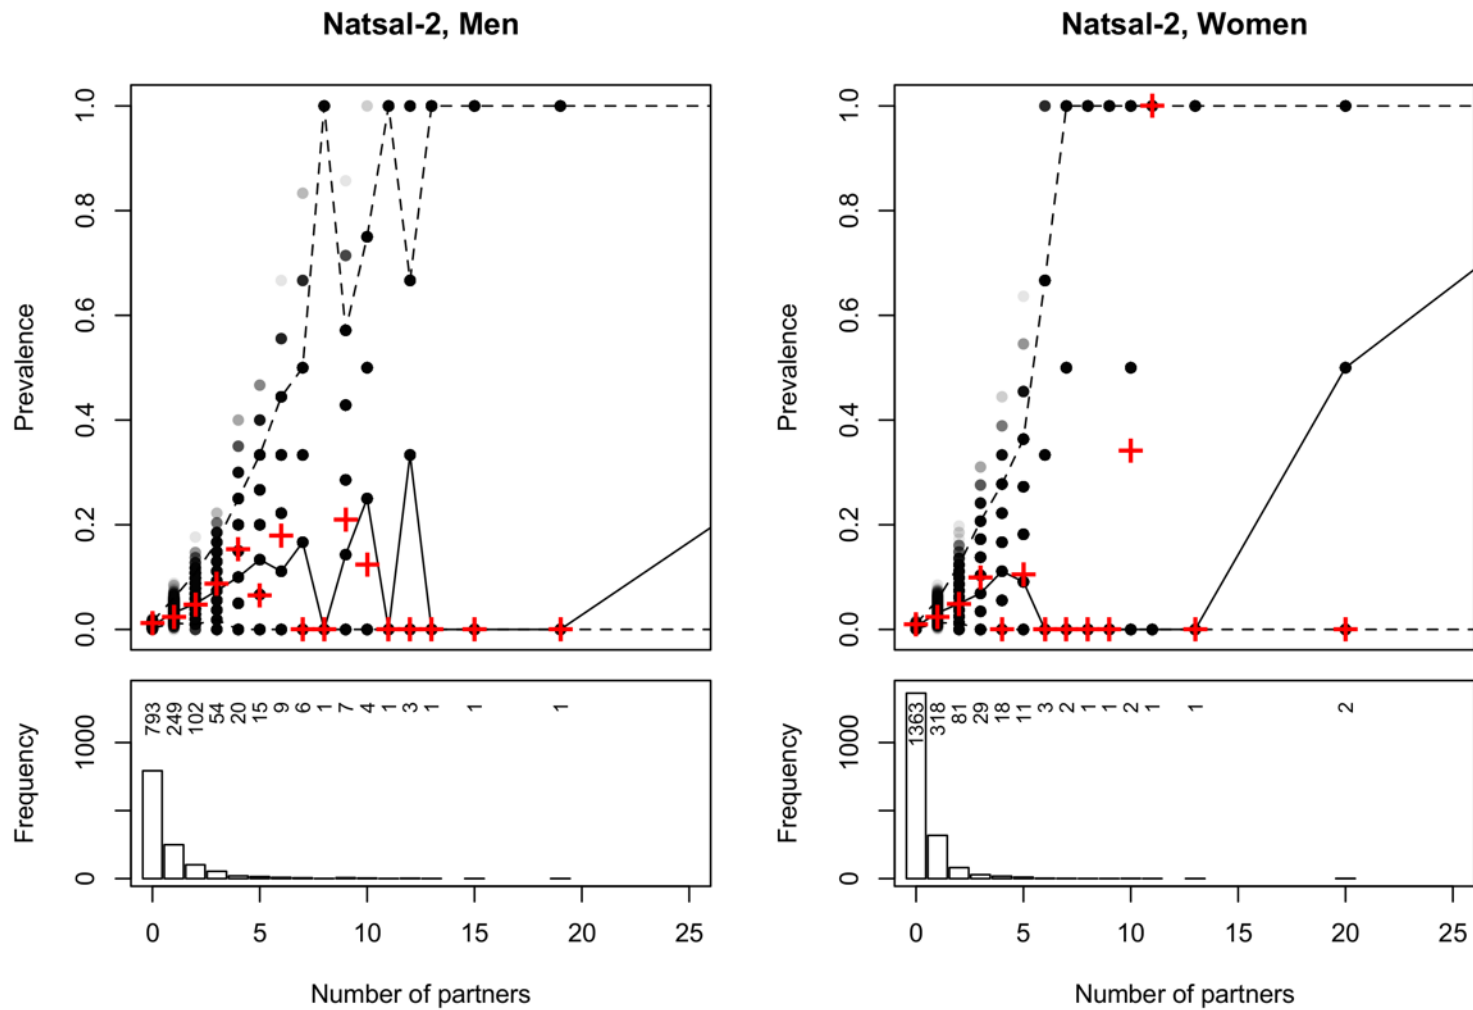 Natsal-2, Men
Prevalence
1.0
0.8
0.6
0.4
0.2
0.0
Frequency
1000
0
793 249 102 54 20 15 9 6 1 7 4 1 3 1 1 1
0 5 10 15 20 25
Number of partners
Natsal-2, Women
Prevalence
1.0
0.8
0.6
0.4
0.2
0.0
Frequency
1000
0
1363 318 81 29 18 11 3 2 1 1 2 1 1 2
0 5 10 15 20 25
Number of partners